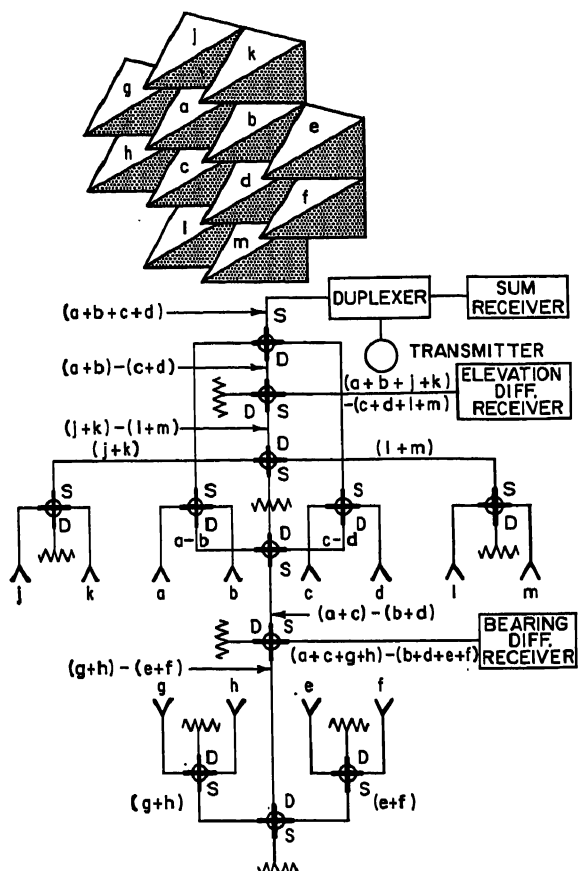 j
k
g
a
b
e
h
c
d
f
l
m
(a+b+c+d)
S
DUPLEXER
SUM
RECEIVER
D
(a+b)-(c+d)
TRANSMITTER
D
S
(a+b+j+k)
-(c+d+l+m)
ELEVATION
DIFF.
RECEIVER
(j+k)-(l+m)
(j+k)
D
S
(l+m)
S
D
S
D
S
D
S
D
a-b
c-d
D
S
j
k
a
b
c
d
l
m
(a+c)-(b+d)
D
S
BEARING
DIFF.
RECEIVER
(a+c+g+h)-(b+d+e+f)
(g+h)-(e+f)
g
h
e
f
D
S
D
S
(g+h)
(e+f)
D
S